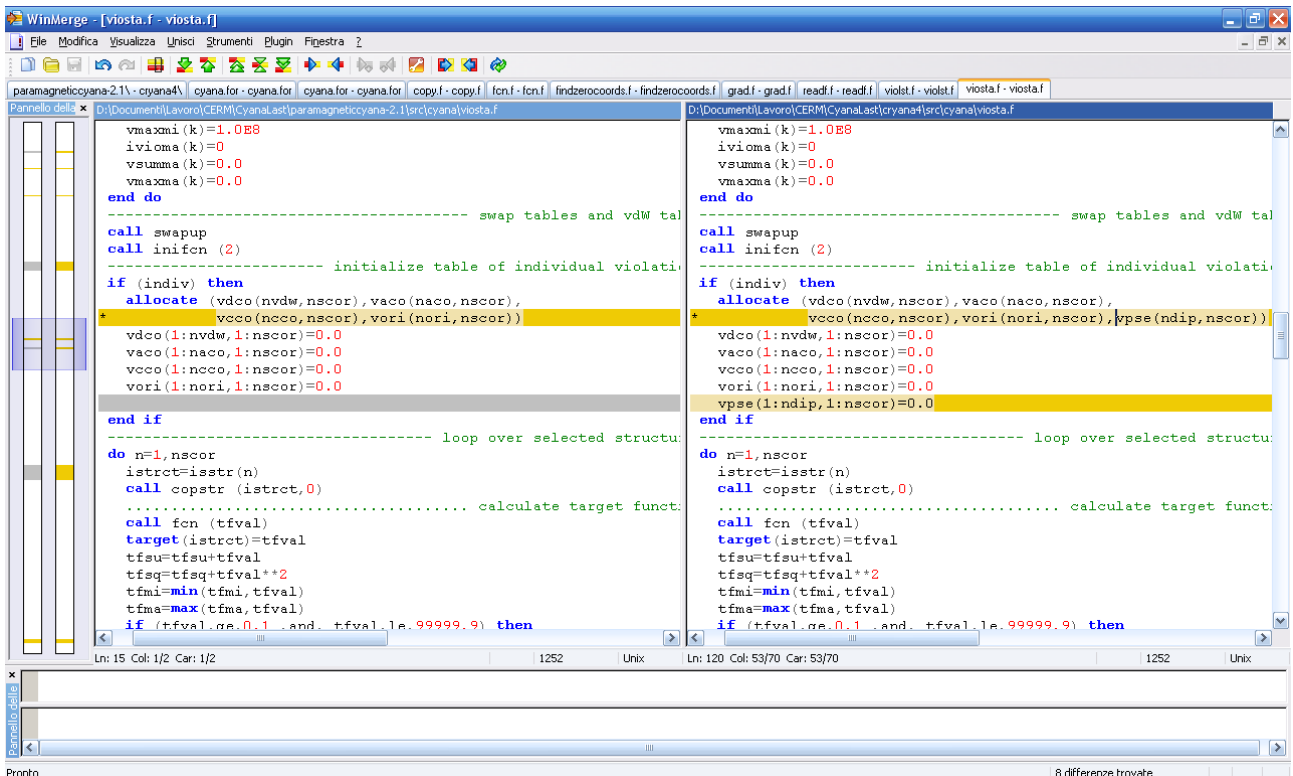 WinMerge - [viosta.f - viosta.f]
File Modifica Visualizza Unisci Strumenti Plugin Finestra ?
paramagneticcyana-2.1\ - cryana4\ cyana.for - cyana.for cyana.for - cyana.for copy.f - copy.f fcn.f - fcn.f findzerocoords.f - findzerocoords.f grad.f - grad.f readf.f - readf.f violst.f - violst.f viosta.f - viosta.f
Pannello della
D:\Documenti\Lavoro\CERM\CyanaLast\paramagneticcyana-2.1\src\cyana\viosta.f
vmaxmi(k)=1.0E8
ivioma(k)=0
vsumma(k)=0.0
vmaxma(k)=0.0
end do
---------------------------------------- swap tables and vdW tal
call swapup
call inifcn (2)
------------------------ initialize table of individual violati
if (indiv) then
allocate (vdco(nvdw,nscor),vaco(naco,nscor),
* vcco(ncco,nscor),vori(nori,nscor))
vdco(1:nvdw,1:nscor)=0.0
vaco(1:naco,1:nscor)=0.0
vcco(1:ncco,1:nscor)=0.0
vori(1:nori,1:nscor)=0.0
end if
------------------------------------ loop over selected structu
do n=1,nscor
istrct=isstr(n)
call copstr (istrct,0)
...................................... calculate target funct
call fcn (tfval)
target(istrct)=tfval
tfsu=tfsu+tfval
tfsq=tfsq+tfval**2
tfmi=min(tfmi,tfval)
tfma=max(tfma,tfval)
if (tfval.ge.0.1 .and. tfval.le.99999.9) then
Ln: 15 Col: 1/2 Car: 1/2 1252 Unix
D:\Documenti\Lavoro\CERM\CyanaLast\cryana4\src\cyana\viosta.f
vmaxmi(k)=1.0E8
ivioma(k)=0
vsumma(k)=0.0
vmaxma(k)=0.0
end do
---------------------------------------- swap tables and vdW tal
call swapup
call inifcn (2)
------------------------ initialize table of individual violati
if (indiv) then
allocate (vdco(nvdw,nscor),vaco(naco,nscor),
* vcco(ncco,nscor),vori(nori,nscor),vpse(ndip,nscor))
vdco(1:nvdw,1:nscor)=0.0
vaco(1:naco,1:nscor)=0.0
vcco(1:ncco,1:nscor)=0.0
vori(1:nori,1:nscor)=0.0
vpse(1:ndip,1:nscor)=0.0
end if
------------------------------------ loop over selected structu
do n=1,nscor
istrct=isstr(n)
call copstr (istrct,0)
...................................... calculate target funct
call fcn (tfval)
target(istrct)=tfval
tfsu=tfsu+tfval
tfsq=tfsq+tfval**2
tfmi=min(tfmi,tfval)
tfma=max(tfma,tfval)
if (tfval.ge.0.1 .and. tfval.le.99999.9) then
Ln: 120 Col: 53/70 Car: 53/70 1252 Unix
Pannello delle
Pronto 8 differenze trovate